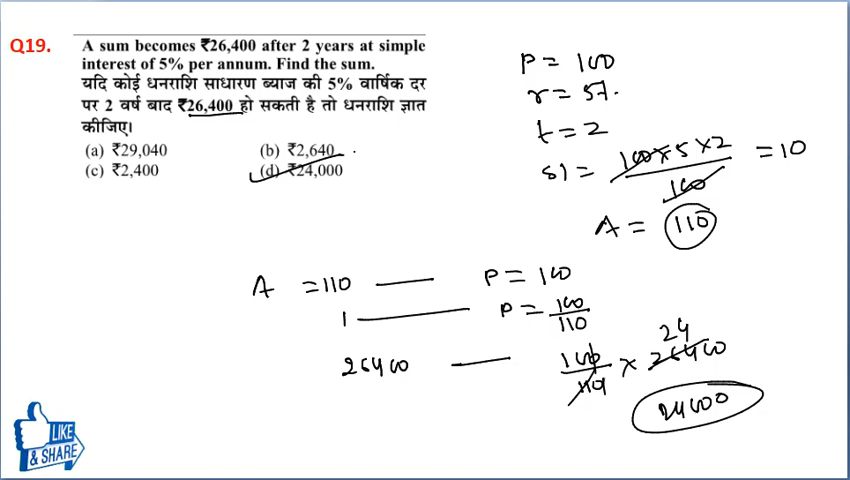 Q19.
A sum becomes ₹26,400 after 2 years at simple
interest of 5% per annum. Find the sum.
यदि कोई धनराशि साधारण ब्याज की 5% वार्षिक दर
पर 2 वर्ष बाद ₹26,400 हो सकती है तो धनराशि ज्ञात
कीजिए।
(a) ₹29,040 (b) ₹2,640
(c) ₹2,400 (d) ₹24,000
P = 100
r = 5%
t = 2
SI = 100×5×2 = 10
100
A = 110
A = 110 — P = 100
1 — P = 100
110
26400 — 100 × 26400
110
24
24000
LIKE
& SHARE